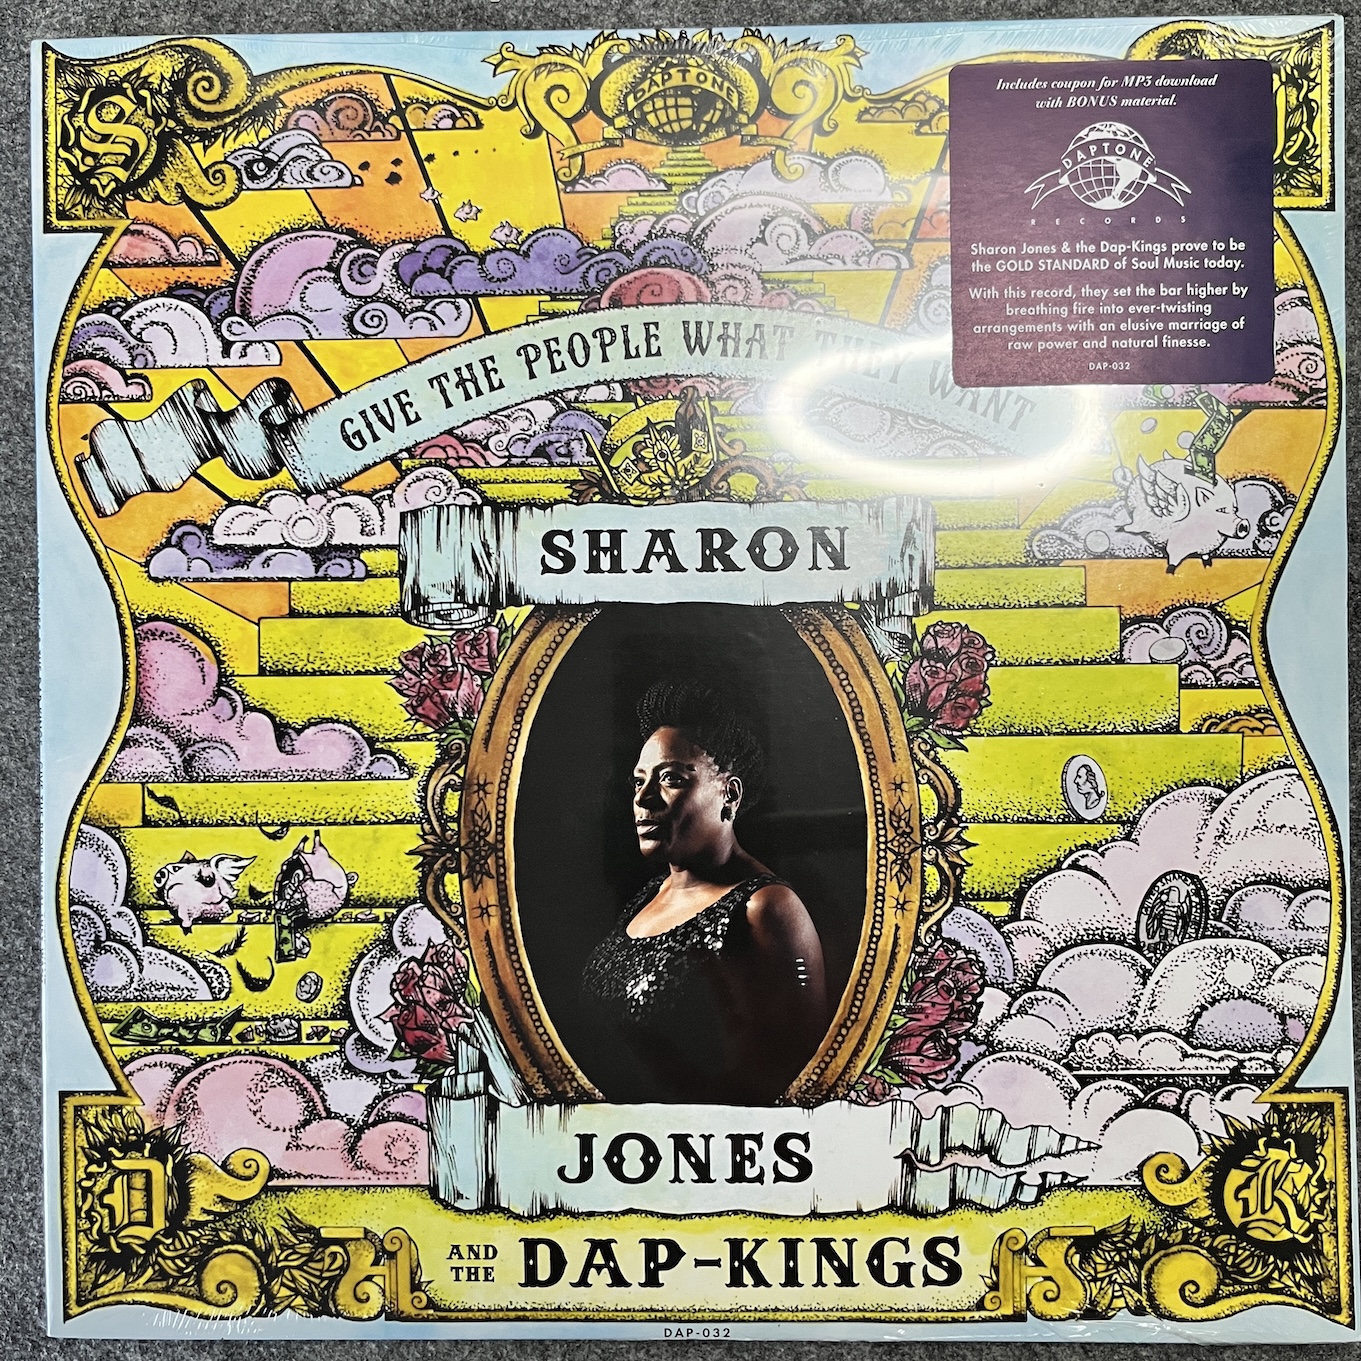 S
DAPTONE
Includes coupon for MP3 download
with BONUS material.
DAPTONE
RECORDS
Sharon Jones & the Dap-Kings prove to be
the GOLD STANDARD of Soul Music today.
With this record, they set the bar higher by
breathing fire into ever-twisting
arrangements with an elusive marriage of
raw power and natural finesse.
DAP-032
GIVE THE PEOPLE WHAT THEY WANT
SHARON
JONES
D
K
AND
THE
DAP-KINGS
DAP-032